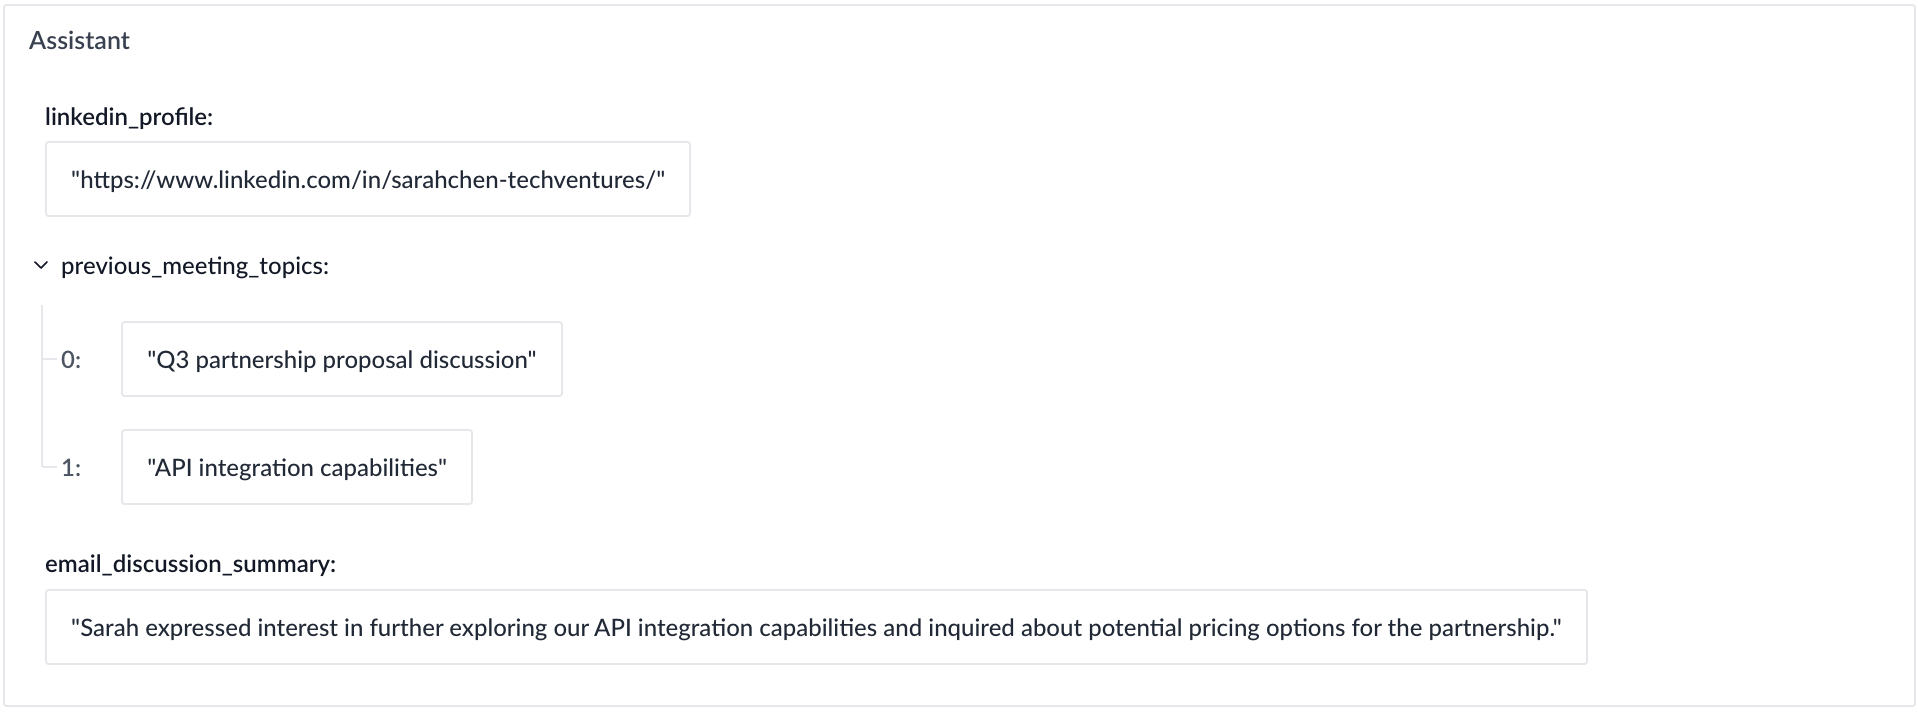 Assistant
linkedin_profile:
"https://www.linkedin.com/in/sarahchen-techventures/"
previous_meeting_topics:
0: "Q3 partnership proposal discussion"
1: "API integration capabilities"
email_discussion_summary:
"Sarah expressed interest in further exploring our API integration capabilities and inquired about potential pricing options for the partnership."